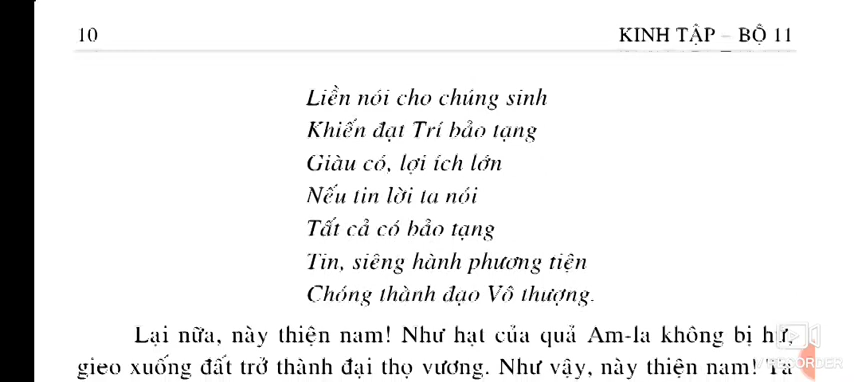 10 KINH TẬP – BỘ 11
Liền nói cho chúng sinh
Khiến đạt Trí bảo tạng
Giàu có, lợi ích lớn
Nếu tin lời ta nói
Tất cả có bảo tạng
Tin, siêng hành phương tiện
Chóng thành đạo Vô thượng.
Lại nữa, này thiện nam! Như hạt của quả Am-la không bị hư,
gieo xuống đất trở thành đại thọ vương. Như vậy, này thiện nam! Ta
RECORDER